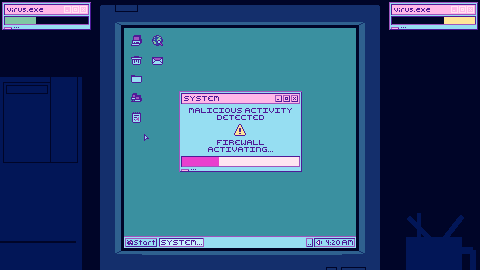 virus.exe
virus.exe
SYSTEM
MALICIOUS ACTIVITY
DETECTED
FIREWALL
ACTIVATING...
Start
SYSTEM...
4:20 AM